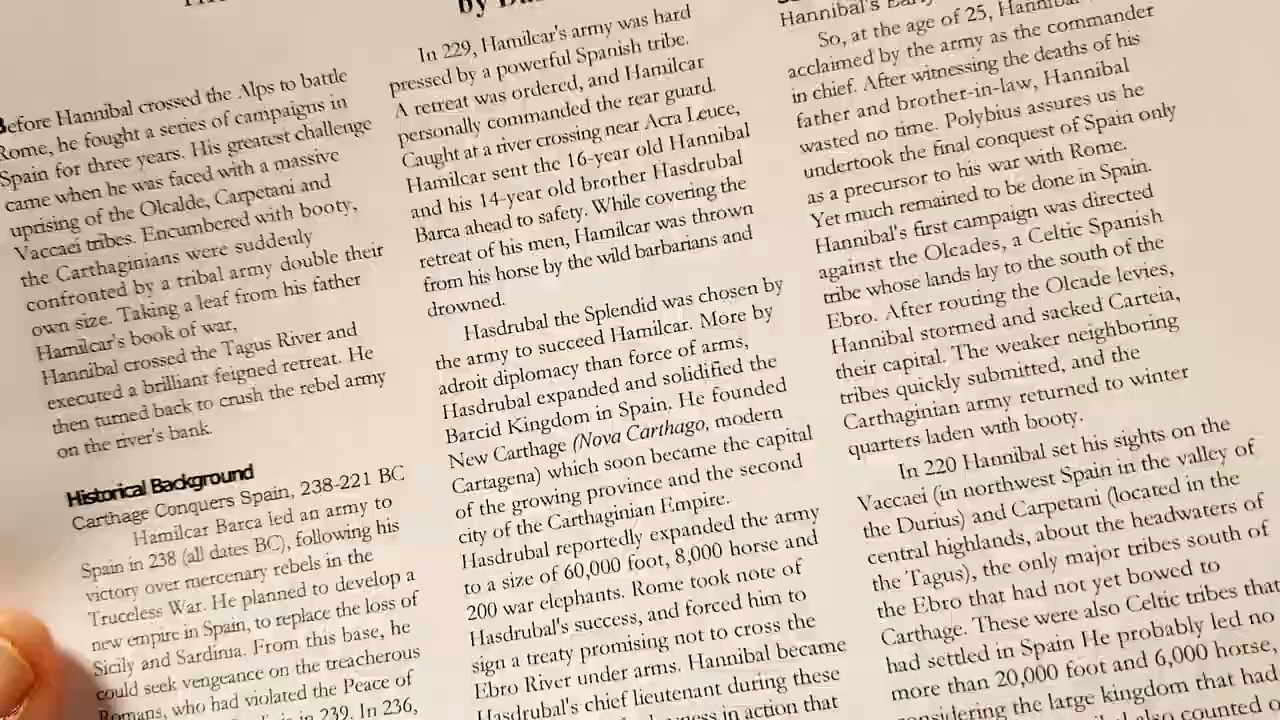 by
Before Hannibal crossed the Alps to battle
Rome, he fought a series of campaigns in
Spain for three years. His greatest challenge
came when he was faced with a massive
uprising of the Olcalde, Carpetani and
Vaccaei tribes. Encumbered with booty,
the Carthaginians were suddenly
confronted by a tribal army double their
own size. Taking a leaf from his father
Hamilcar's book of war,
Hannibal crossed the Tagus River and
executed a brilliant feigned retreat. He
then turned back to crush the rebel army
on the river's bank.
Historical Background
Carthage Conquers Spain, 238-221 BC
Hamilcar Barca led an army to
Spain in 238 (all dates BC), following his
victory over mercenary rebels in the
Truceless War. He planned to develop a
new empire in Spain, to replace the loss of
Sicily and Sardinia. From this base, he
could seek vengeance on the treacherous
Romans, who had violated the Peace of
in 239. In 236,
In 229, Hamilcar's army was hard
pressed by a powerful Spanish tribe.
A retreat was ordered, and Hamilcar
personally commanded the rear guard.
Caught at a river crossing near Acra Leuce,
Hamilcar sent the 16-year old Hannibal
and his 14-year old brother Hasdrubal
Barca ahead to safety. While covering the
retreat of his men, Hamilcar was thrown
from his horse by the wild barbarians and
drowned.
Hasdrubal the Splendid was chosen by
the army to succeed Hamilcar. More by
adroit diplomacy than force of arms,
Hasdrubal expanded and solidified the
Barcid Kingdom in Spain. He founded
New Carthage (Nova Carthago, modern
Cartagena) which soon became the capital
of the growing province and the second
city of the Carthaginian Empire.
Hasdrubal reportedly expanded the army
to a size of 60,000 foot, 8,000 horse and
200 war elephants. Rome took note of
Hasdrubal's success, and forced him to
sign a treaty promising not to cross the
Ebro River under arms. Hannibal became
Hasdrubal's chief lieutenant during these
in action that
Hannibal's
So, at the age of 25, Hannibal
acclaimed by the army as the commander
in chief. After witnessing the deaths of his
father and brother-in-law, Hannibal
wasted no time. Polybius assures us he
undertook the final conquest of Spain only
as a precursor to his war with Rome.
Yet much remained to be done in Spain.
Hannibal's first campaign was directed
against the Olcades, a Celtic Spanish
tribe whose lands lay to the south of the
Ebro. After routing the Olcade levies,
Hannibal stormed and sacked Carteia,
their capital. The weaker neighboring
tribes quickly submitted, and the
Carthaginian army returned to winter
quarters laden with booty.
In 220 Hannibal set his sights on the
Vaccaei (in northwest Spain in the valley of
the Durius) and Carpetani (located in the
central highlands, about the headwaters of
the Tagus), the only major tribes south of
the Ebro that had not yet bowed to
Carthage. These were also Celtic tribes that
had settled in Spain He probably led no
more than 20,000 foot and 6,000 horse,
considering the large kingdom that had
also counted